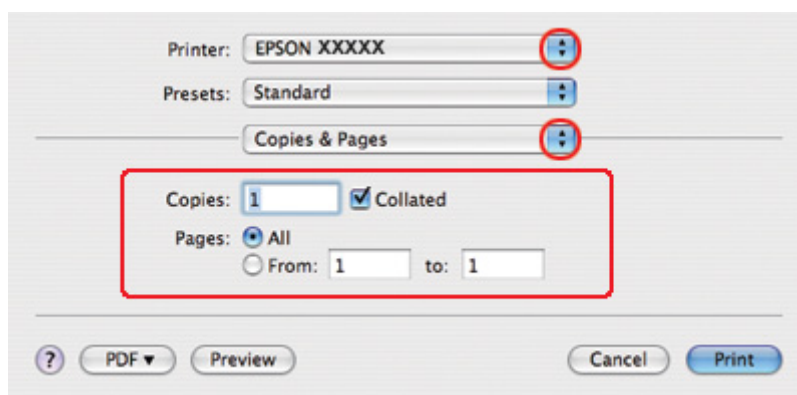 Printer: EPSON XXXXX
Presets: Standard
Copies & Pages
Copies: 1 Collated
Pages: All
From: 1 to: 1
? PDF ▼ Preview Cancel Print